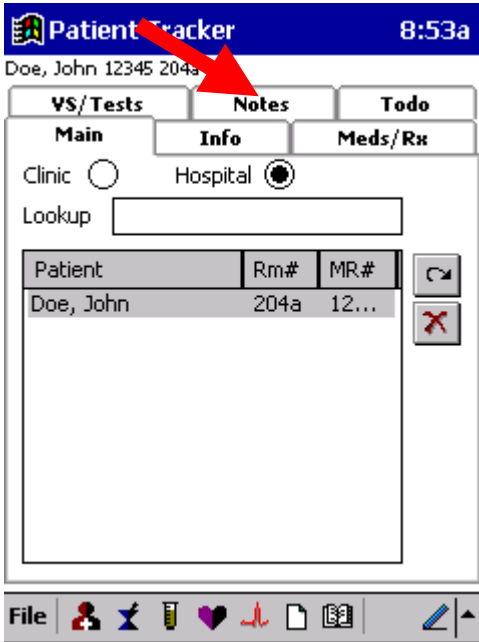 Patient Tracker 8:53a
Doe, John 12345 204a
VS/Tests Notes Todo
Main Info Meds/Rx
Clinic Hospital
Lookup
Patient Rm# MR#
Doe, John 204a 12...
File